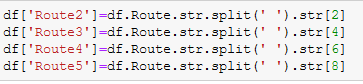 df['Route2']=df.Route.str.split(' ').str[2]
df['Route3']=df.Route.str.split(' ').str[4]
df['Route4']=df.Route.str.split(' ').str[6]
df['Route5']=df.Route.str.split(' ').str[8]